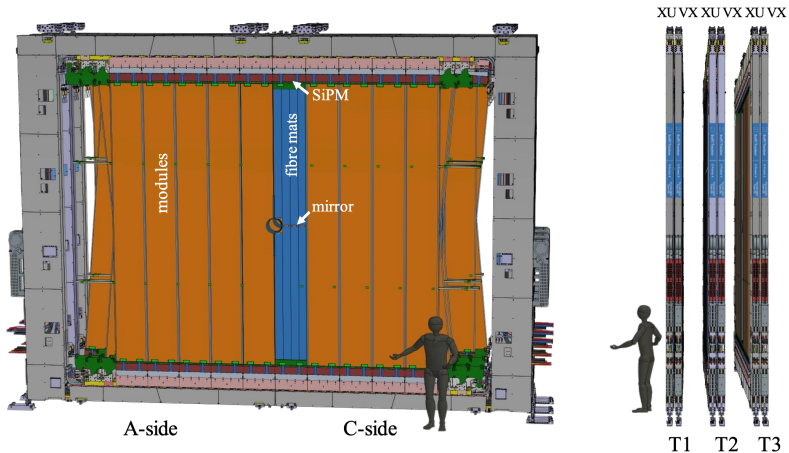 XU VX XU VX XU VX
SiPM
fibre mats
modules
mirror
A-side
C-side
T1
T2
T3